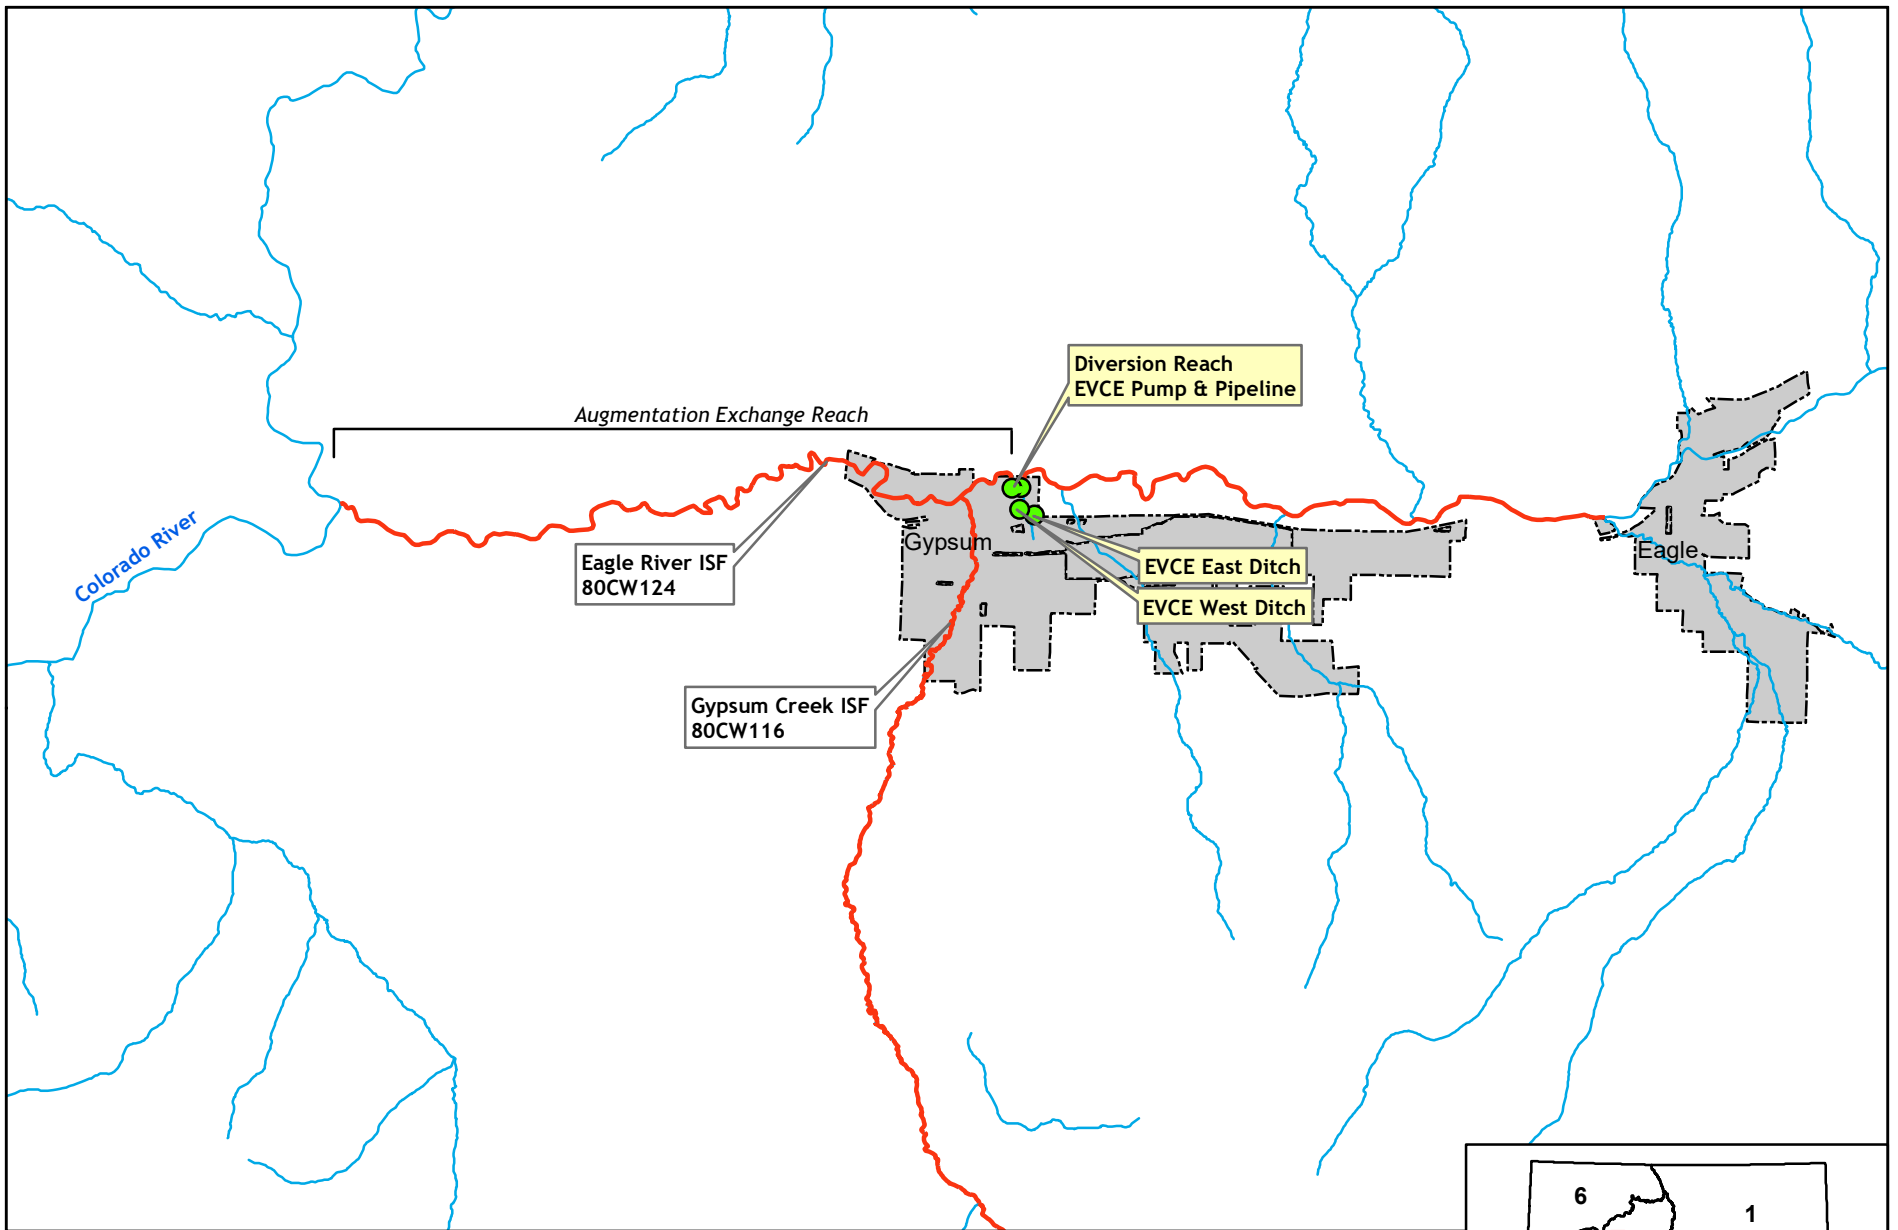 Diversion Reach
EVCE Pump & Pipeline
Augmentation Exchange Reach
Colorado River
Gypsum
Eagle
Eagle River ISF
80CW124
EVCE East Ditch
EVCE West Ditch
Gypsum Creek ISF
80CW116
6
1